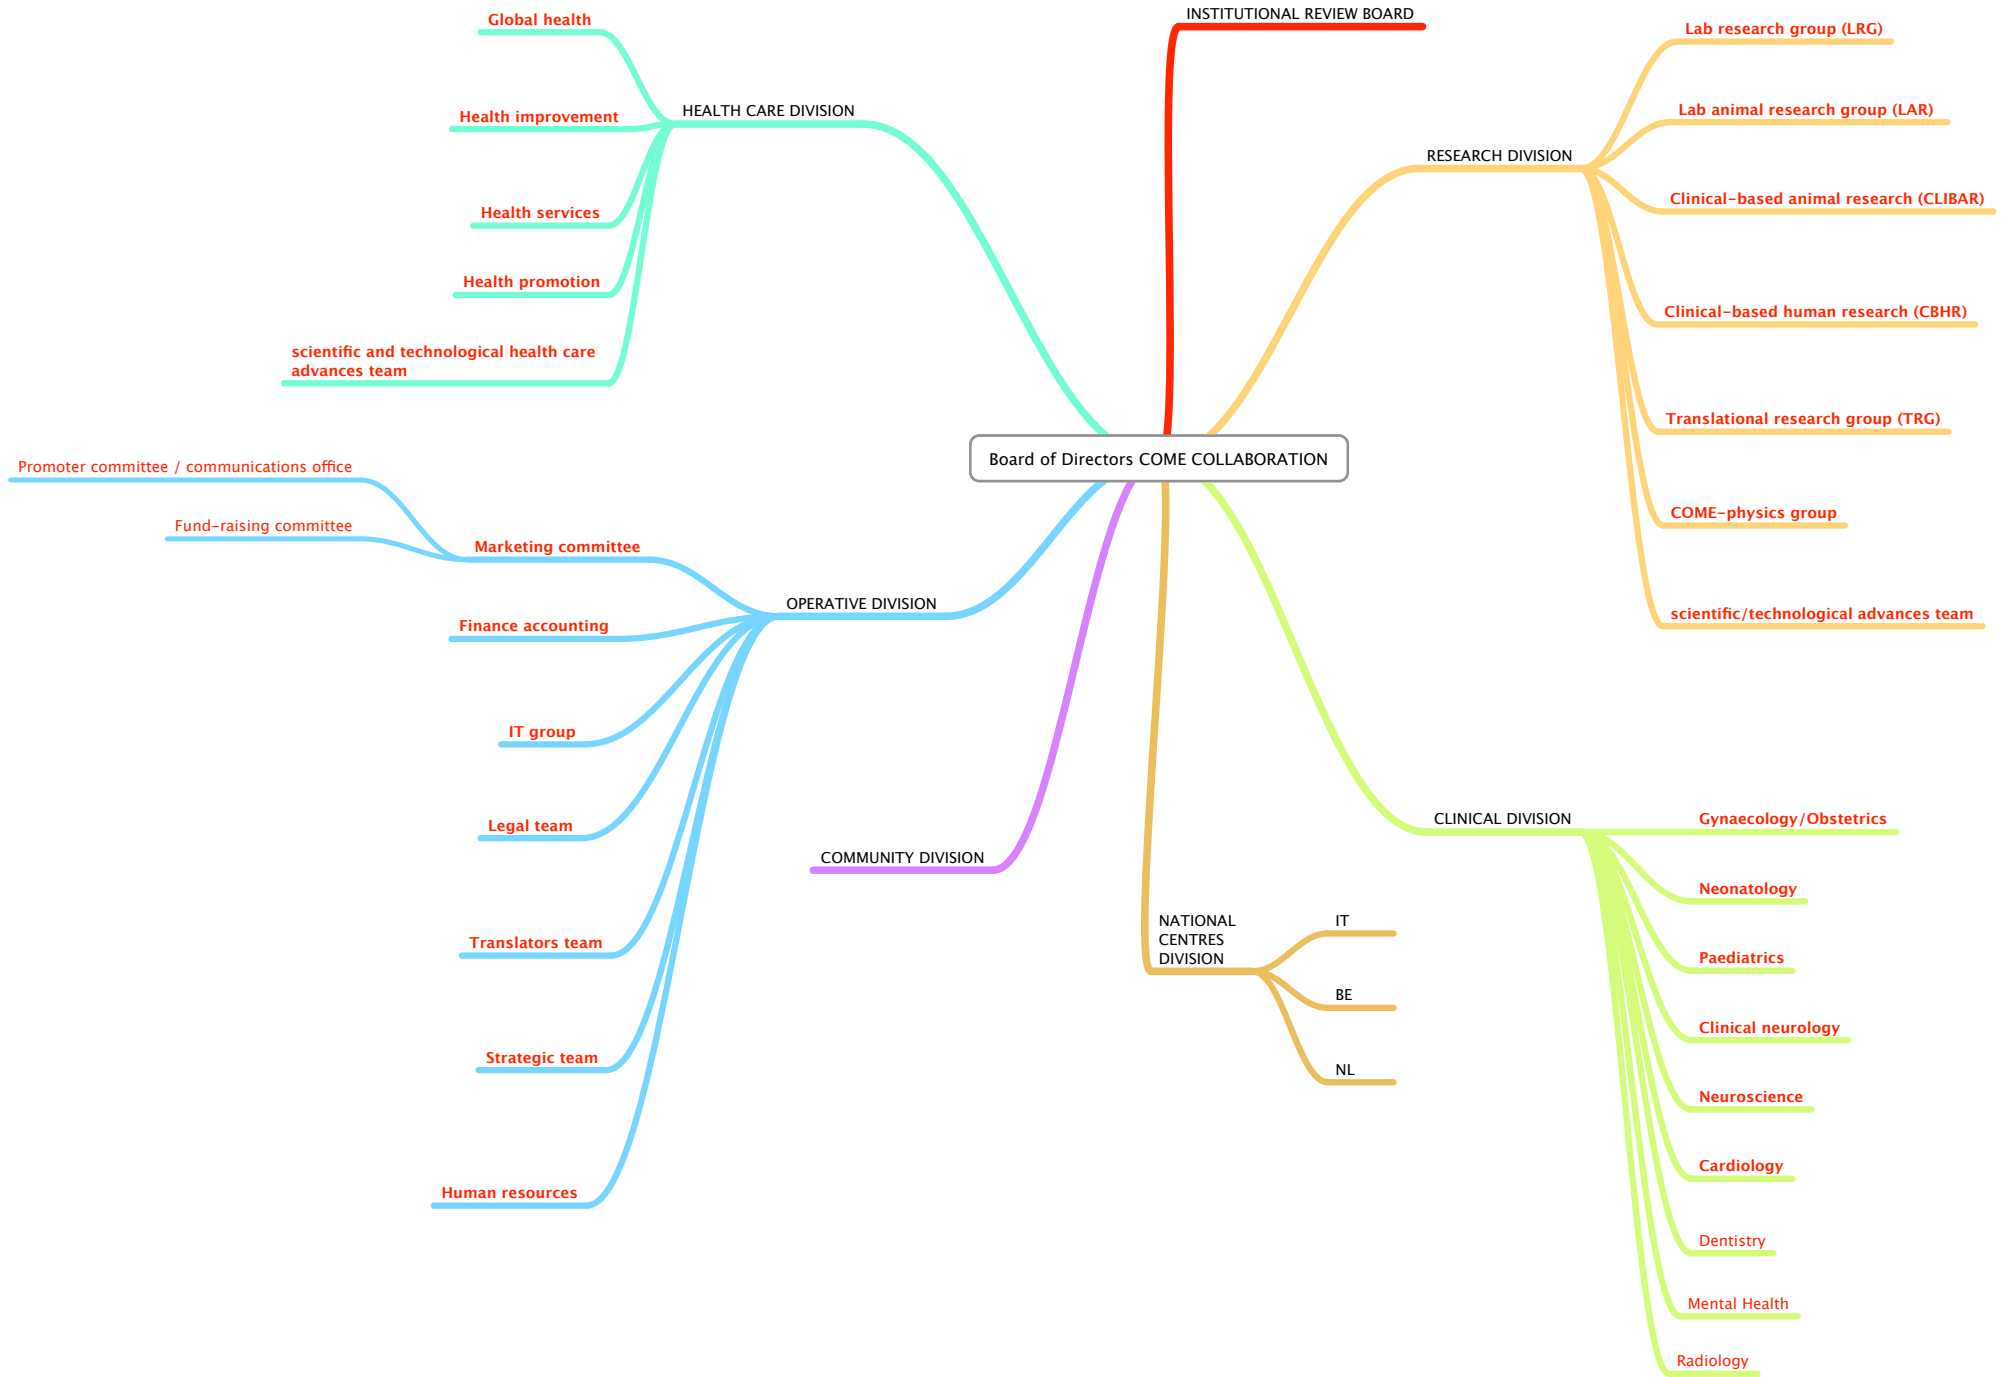 Board of Directors COME COLLABORATION
INSTITUTIONAL REVIEW BOARD
HEALTH CARE DIVISION
Global health
Health improvement
Health services
Health promotion
scientific and technological health care
advances team
RESEARCH DIVISION
Lab research group (LRG)
Lab animal research group (LAR)
Clinical-based animal research (CLIBAR)
Clinical-based human research (CBHR)
Translational research group (TRG)
COME-physics group
scientific/technological advances team
OPERATIVE DIVISION
Marketing committee
Promoter committee / communications office
Fund-raising committee
Finance accounting
IT group
Legal team
Translators team
Strategic team
Human resources
COMMUNITY DIVISION
NATIONAL
CENTRES
DIVISION
IT
BE
NL
CLINICAL DIVISION
Gynaecology/Obstetrics
Neonatology
Paediatrics
Clinical neurology
Neuroscience
Cardiology
Dentistry
Mental Health
Radiology